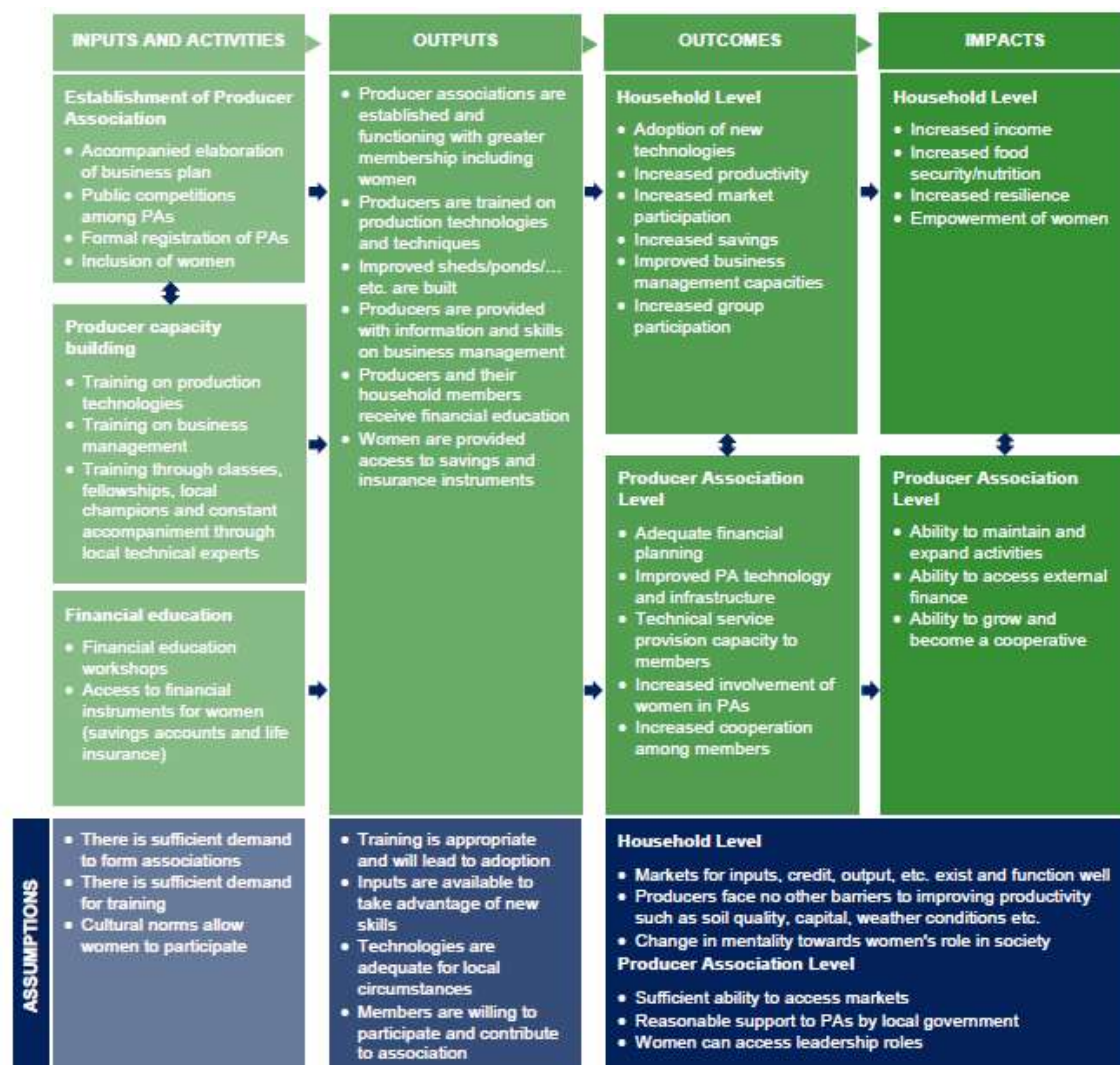 INPUTS AND ACTIVITIES
OUTPUTS
OUTCOMES
IMPACTS
Establishment of Producer
Association
• Accompanied elaboration
of business plan
• Public competitions
among PAs
• Formal registration of PAs
• Inclusion of women
Producer capacity
building
• Training on production
technologies
• Training on business
management
• Training through classes,
fellowships, local
champions and constant
accompaniment through
local technical experts
Financial education
• Financial education
workshops
• Access to financial
instruments for women
(savings accounts and life
insurance)
• Producer associations are
established and
functioning with greater
membership including
women
• Producers are trained on
production technologies
and techniques
• Improved sheds/ponds/…
etc. are built
• Producers are provided
with information and skills
on business management
• Producers and their
household members
receive financial education
• Women are provided
access to savings and
insurance instruments
Household Level
• Adoption of new
technologies
• Increased productivity
• Increased market
participation
• Increased savings
• Improved business
management capacities
• Increased group
participation
Producer Association
Level
• Adequate financial
planning
• Improved PA technology
and infrastructure
• Technical service
provision capacity to
members
• Increased involvement of
women in PAs
• Increased cooperation
among members
Household Level
• Increased income
• Increased food
security/nutrition
• Increased resilience
• Empowerment of women
Producer Association
Level
• Ability to maintain and
expand activities
• Ability to access external
finance
• Ability to grow and
become a cooperative
ASSUMPTIONS
• There is sufficient demand
to form associations
• There is sufficient demand
for training
• Cultural norms allow
women to participate
• Training is appropriate
and will lead to adoption
• Inputs are available to
take advantage of new
skills
• Technologies are
adequate for local
circumstances
• Members are willing to
participate and contribute
to association
Household Level
• Markets for inputs, credit, output, etc. exist and function well
• Producers face no other barriers to improving productivity
such as soil quality, capital, weather conditions etc.
• Change in mentality towards women's role in society
Producer Association Level
• Sufficient ability to access markets
• Reasonable support to PAs by local government
• Women can access leadership roles